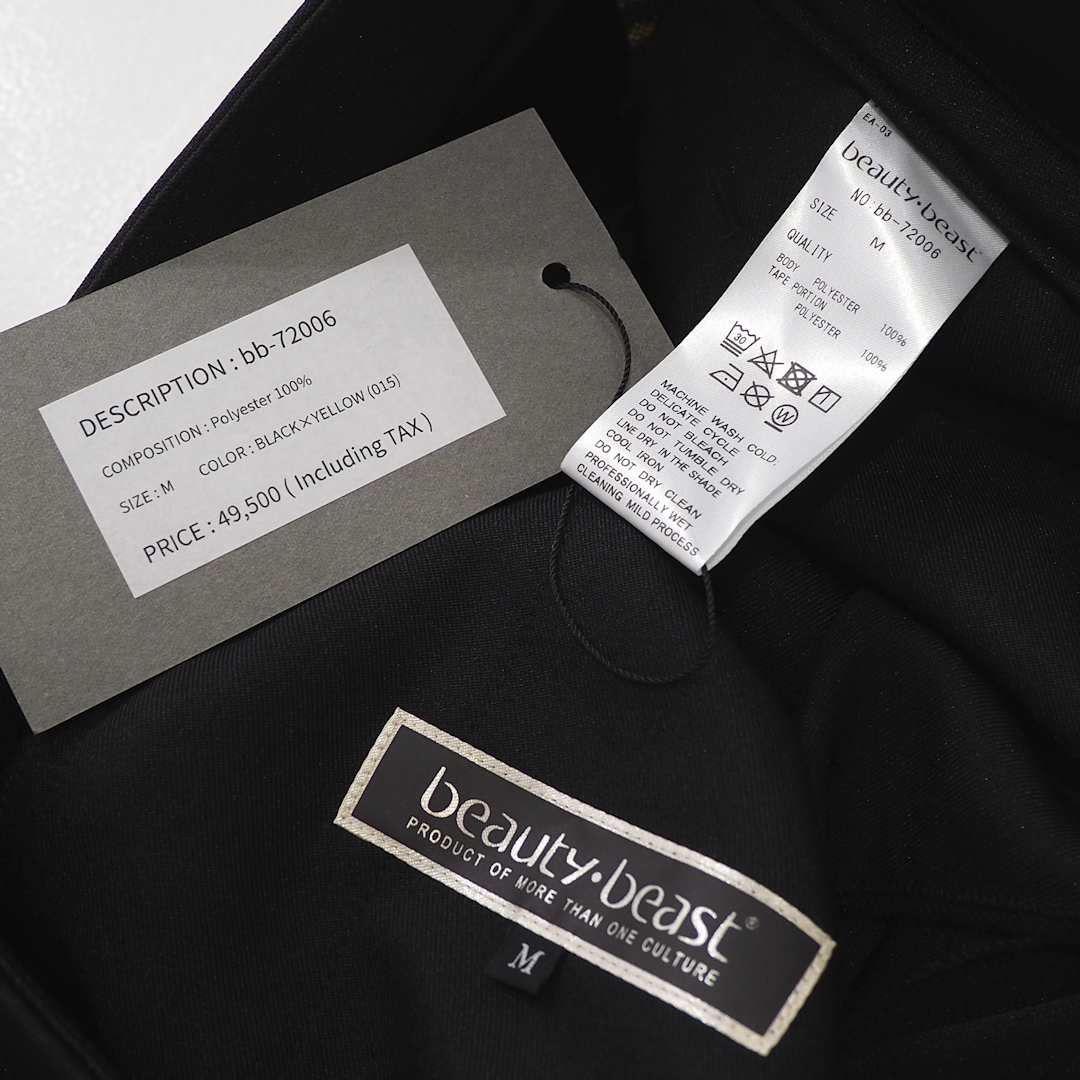 DESCRIPTION : bb-72006
COMPOSITION : Polyester 100%
COLOR : BLACK×YELLOW (015)
SIZE : M
PRICE : 49,500 ( Including TAX )
EA-03
beauty·beast
NO:bb-72006
SIZE M
QUALITY
BODY POLYESTER 100%
TAPE PORTION
POLYESTER 100%
30
W
MACHINE WASH COLD.
DELICATE CYCLE
DO NOT BLEACH
DO NOT TUMBLE DRY
LINE DRY IN THE SHADE
COOL IRON
DO NOT DRY CLEAN
PROFESSIONALLY WET
CLEANING MILD PROCESS
beauty·beast®
PRODUCT OF MORE THAN ONE CULTURE
M